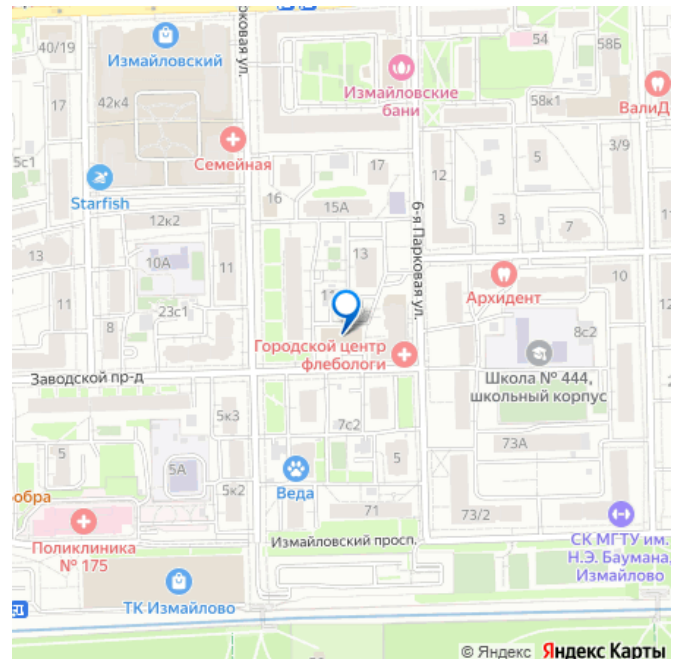 40/19
Измайловский
Парковая ул.
54
58Б
17
42к4
Измайловские
бани
58к1
ВалиД
5с1
Семейная
17
12
5
3/9
Starfish
16
15А
12к2
6-я Парковая ул.
3
7
13
10А
11
13
10
11
23с1
Архидент
12
8
8с2
Городской центр
флебологи
Заводской пр-д
Школа № 444,
школьный корпус
5к3
7с2
73А
5
5А
5
обра
5к2
Веда
71
73/2
Поликлиника
№ 175
Измайловский просп.
СК МГТУ им.
Н.Э. Баумана,
Измайлово
ТК Измайлово
© Яндекс Яндекс Карты